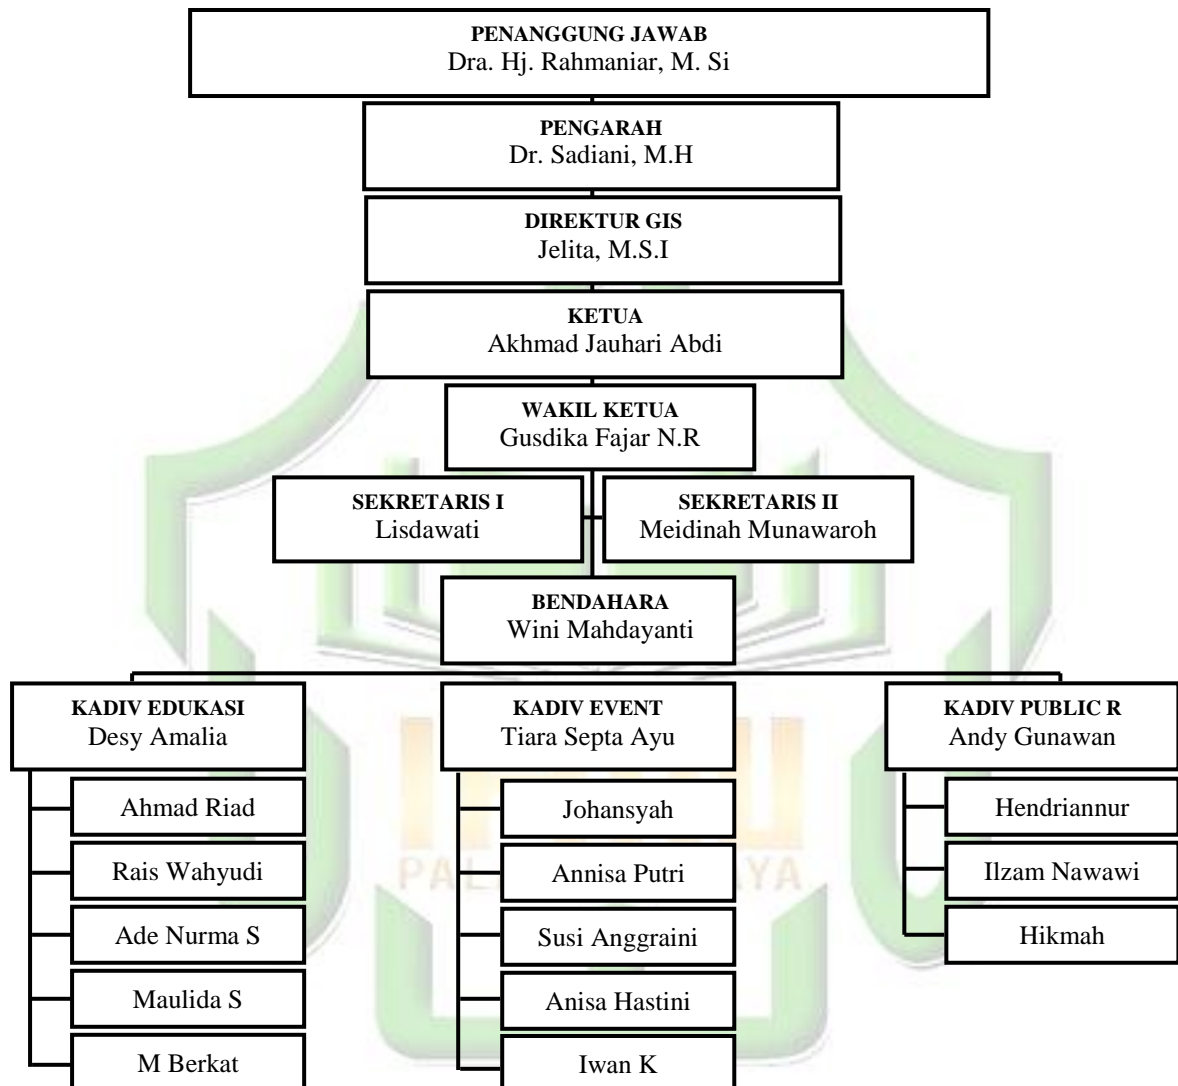 PENANGGUNG JAWAB
Dra. Hj. Rahmaniar, M. Si
PENGARAH
Dr. Sadiani, M.H
DIREKTUR GIS
Jelita, M.S.I
KETUA
Akhmad Jauhari Abdi
WAKIL KETUA
Gusdika Fajar N.R
SEKRETARIS I
Lisdawati
SEKRETARIS II
Meidinah Munawaroh
BENDAHARA
Wini Mahdayanti
KADIV EDUKASI
Desy Amalia
Ahmad Riad
Rais Wahyudi
Ade Nurma S
Maulida S
M Berkat
KADIV EVENT
Tiara Septa Ayu
Johansyah
Annisa Putri
Susi Anggraini
Anisa Hastini
Iwan K
KADIV PUBLIC R
Andy Gunawan
Hendriannur
Ilzam Nawawi
Hikmah